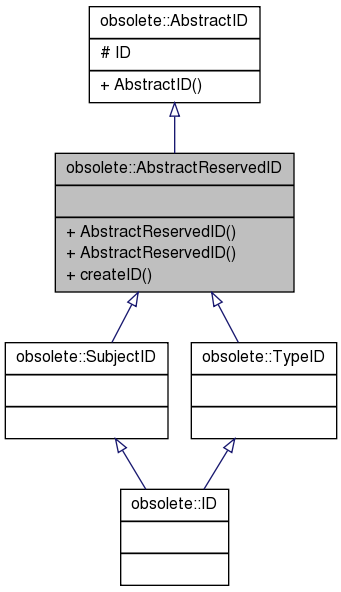 obsolete::AbstractID
# ID
+ AbstractID()
obsolete::AbstractReservedID
+ AbstractReservedID()
+ AbstractReservedID()
+ createID()
obsolete::SubjectID
obsolete::TypeID
obsolete::ID